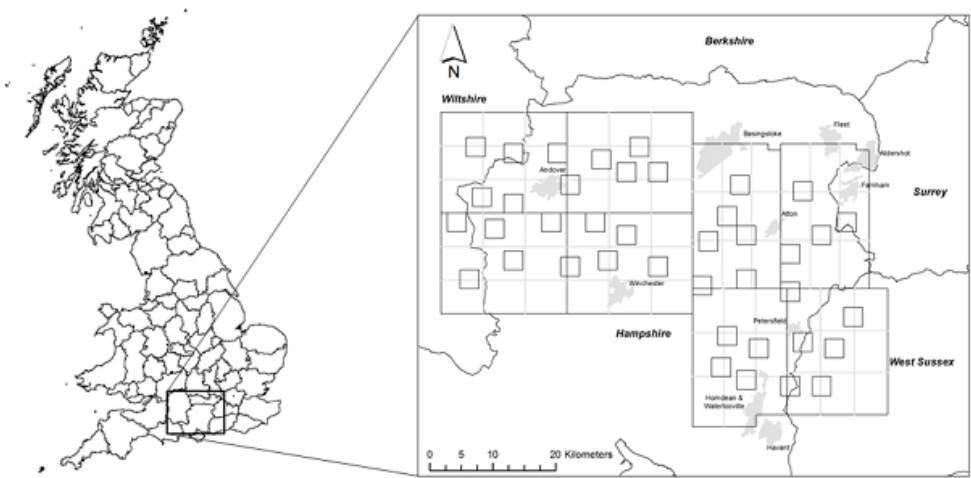 Berkshire
N
Wiltshire
Fleet
Basingstoke
Aldershot
Andover
Farnham
Surrey
Alton
Winchester
Petersfield
Hampshire
West Sussex
Horndean &
Waterlooville
Havant
0 5 10 20 Kilometers